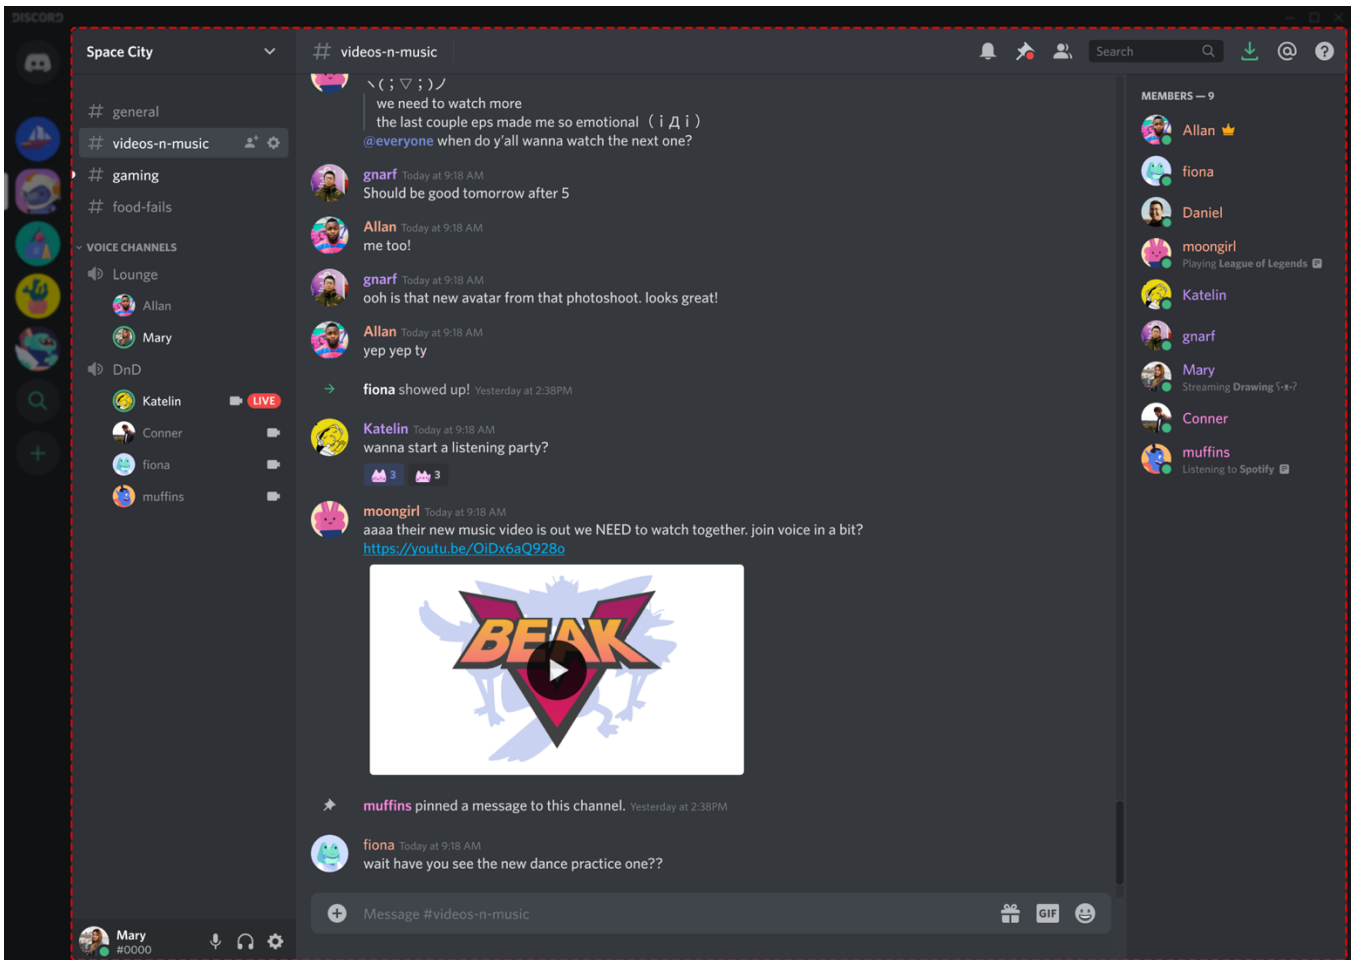 DISCORD
Space City
general
videos-n-music
gaming
food-fails
VOICE CHANNELS
Lounge
Allan
Mary
DnD
Katelin LIVE
Conner
fiona
muffins
Mary
#0000
# videos-n-music
Search
ヽ(；▽；)ノ
we need to watch more
the last couple eps made me so emotional （ｉДｉ）
@everyone when do y'all wanna watch the next one?
gnarf Today at 9:18 AM
Should be good tomorrow after 5
Allan Today at 9:18 AM
me too!
gnarf Today at 9:18 AM
ooh is that new avatar from that photoshoot. looks great!
Allan Today at 9:18 AM
yep yep ty
fiona showed up! Yesterday at 2:38PM
Katelin Today at 9:18 AM
wanna start a listening party?
3 3
moongirl Today at 9:18 AM
aaaa their new music video is out we NEED to watch together. join voice in a bit?
https://youtu.be/OiDx6aQ928o
BEAK
muffins pinned a message to this channel. Yesterday at 2:38PM
fiona Today at 9:18 AM
wait have you see the new dance practice one??
Message #videos-n-music
GIF
MEMBERS — 9
Allan
fiona
Daniel
moongirl
Playing League of Legends
Katelin
gnarf
Mary
Streaming Drawing ʕ•ᴥ•ʔ
Conner
muffins
Listening to Spotify